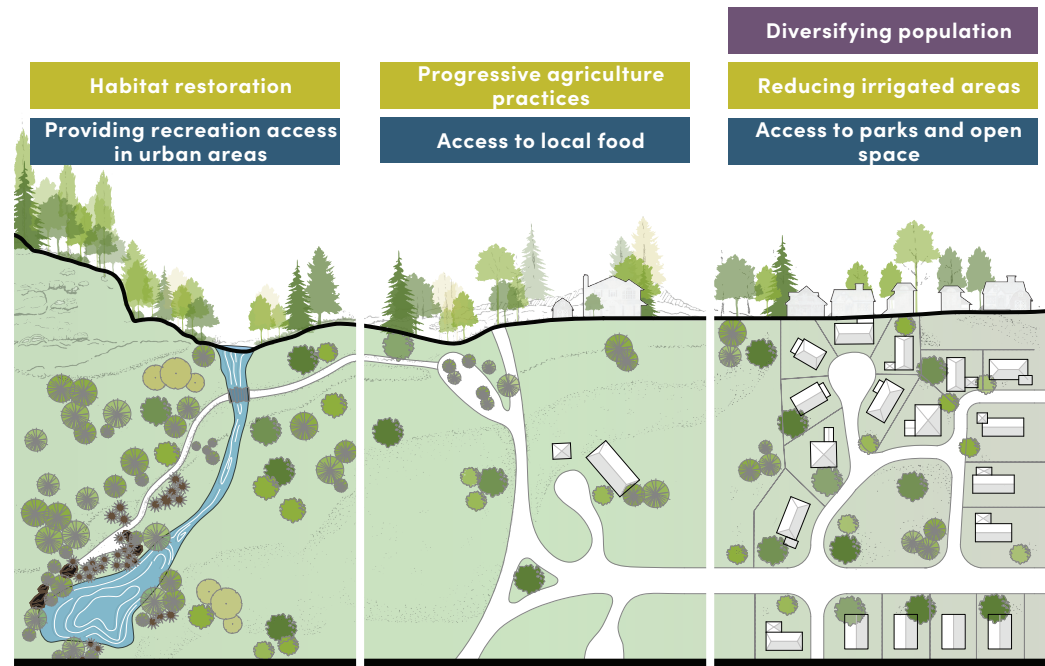 Habitat restoration
Providing recreation access
in urban areas
Progressive agriculture
practices
Access to local food
Diversifying population
Reducing irrigated areas
Access to parks and open
space